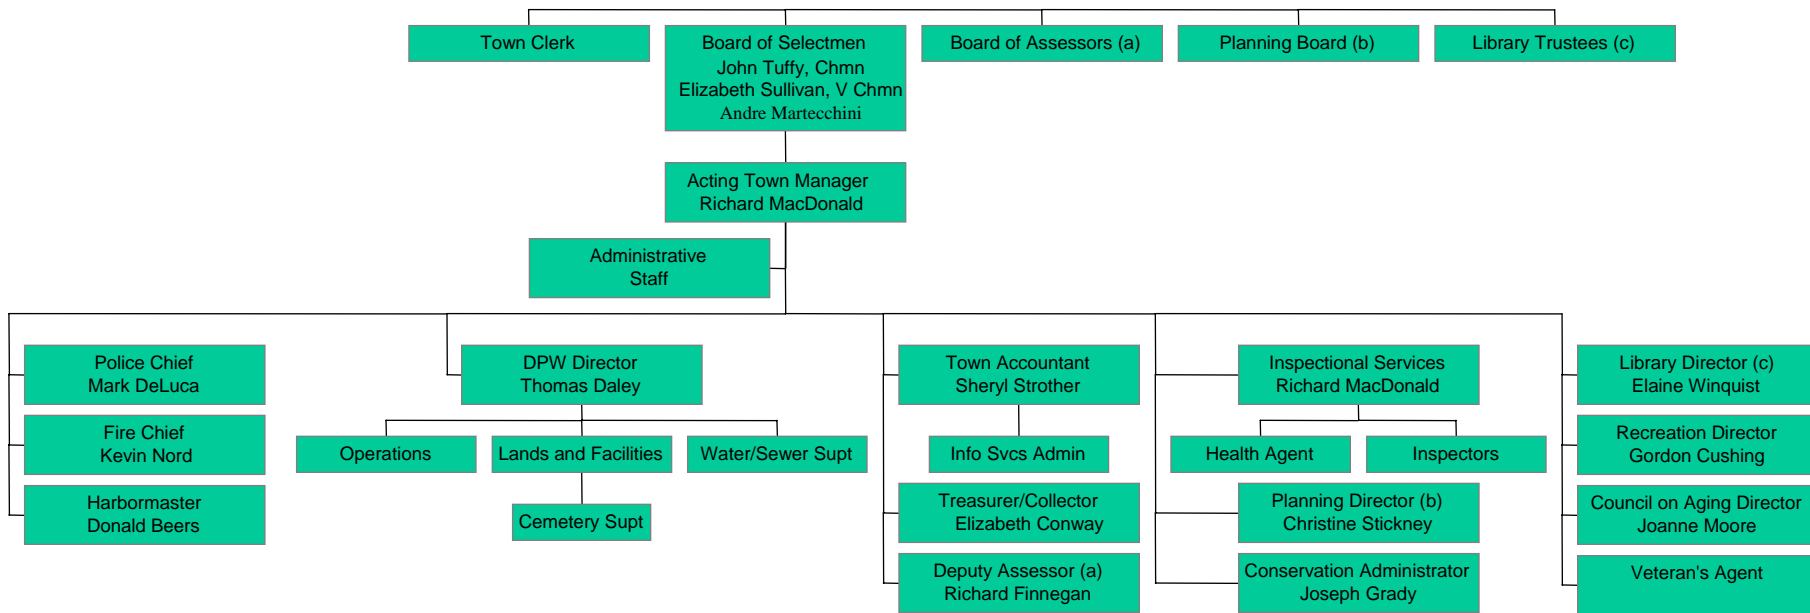 Town Clerk
Board of Selectmen
John Tuffy, Chmn
Elizabeth Sullivan, V Chmn
Andre Martecchini
Board of Assessors (a)
Planning Board (b)
Library Trustees (c)
Acting Town Manager
Richard MacDonald
Administrative
Staff
Police Chief
Mark DeLuca
Fire Chief
Kevin Nord
Harbormaster
Donald Beers
DPW Director
Thomas Daley
Operations
Lands and Facilities
Water/Sewer Supt
Cemetery Supt
Town Accountant
Sheryl Strother
Info Svcs Admin
Treasurer/Collector
Elizabeth Conway
Deputy Assessor (a)
Richard Finnegan
Inspectional Services
Richard MacDonald
Health Agent
Inspectors
Planning Director (b)
Christine Stickney
Conservation Administrator
Joseph Grady
Library Director (c)
Elaine Winquist
Recreation Director
Gordon Cushing
Council on Aging Director
Joanne Moore
Veteran's Agent